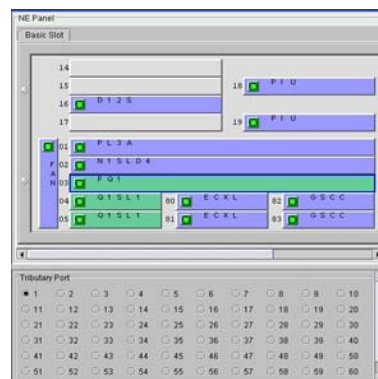 NE Panel
Basic Slot
14
15
18 PIU
16 D12S
17
19 PIU
01 PL3A
FAN
02 N1SLD4
03 PQ1
04 Q1SL1 80 ECXL 82 GSCC
05 Q1SL1 81 ECXL 83 GSCC
Tributary Port
1 2 3 4 5 6 7 8 9 10
11 12 13 14 15 16 17 18 19 20
21 22 23 24 25 26 27 28 29 30
31 32 33 34 35 36 37 38 39 40
41 42 43 44 45 46 47 48 49 50
51 52 53 54 55 56 57 58 59 60